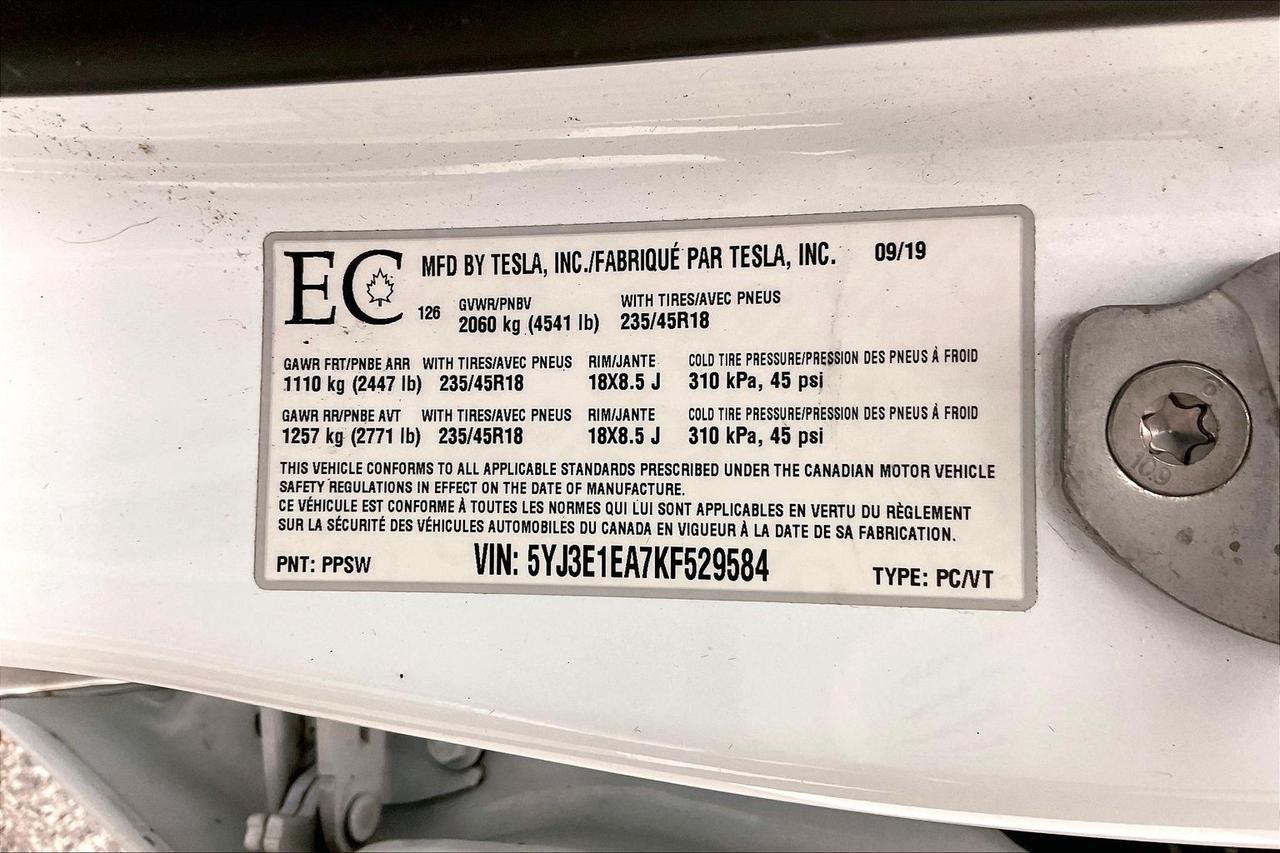 EC MFD BY TESLA, INC./FABRIQUÉ PAR TESLA, INC. 09/19
126 GVWR/PNBV WITH TIRES/AVEC PNEUS
2060 kg (4541 lb) 235/45R18
GAWR FRT/PNBE ARR WITH TIRES/AVEC PNEUS RIM/JANTE COLD TIRE PRESSURE/PRESSION DES PNEUS À FROID
1110 kg (2447 lb) 235/45R18 18X8.5 J 310 kPa, 45 psi
GAWR RR/PNBE AVT WITH TIRES/AVEC PNEUS RIM/JANTE COLD TIRE PRESSURE/PRESSION DES PNEUS À FROID
1257 kg (2771 lb) 235/45R18 18X8.5 J 310 kPa, 45 psi
THIS VEHICLE CONFORMS TO ALL APPLICABLE STANDARDS PRESCRIBED UNDER THE CANADIAN MOTOR VEHICLE
SAFETY REGULATIONS IN EFFECT ON THE DATE OF MANUFACTURE.
CE VÉHICULE EST CONFORME À TOUTES LES NORMES QUI LUI SONT APPLICABLES EN VERTU DU RÈGLEMENT
SUR LA SÉCURITÉ DES VÉHICULES AUTOMOBILES DU CANADA EN VIGUEUR À LA DATE DE SA FABRICATION.
PNT: PPSW VIN: 5YJ3E1EA7KF529584 TYPE: PC/VT
10.9